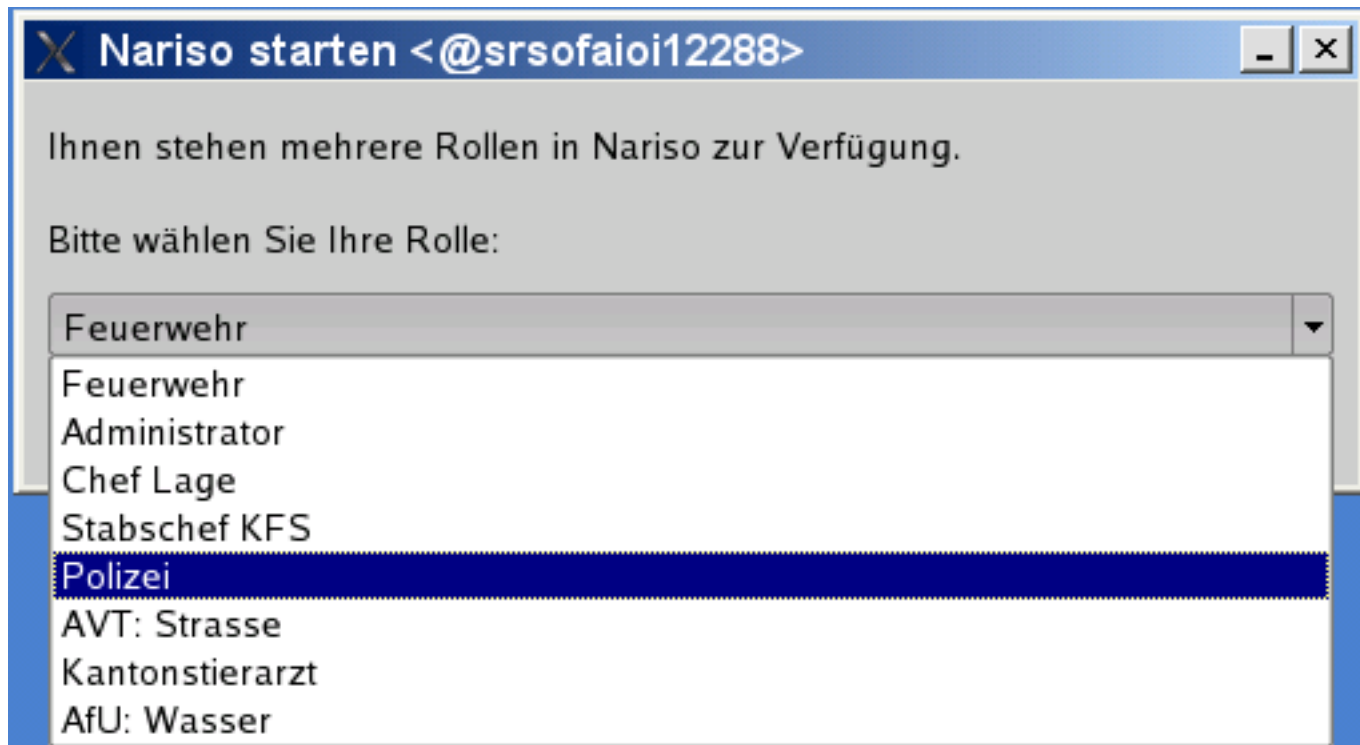 Nariso starten <@srsofaioi12288>
Ihnen stehen mehrere Rollen in Nariso zur Verfügung.
Bitte wählen Sie Ihre Rolle:
Feuerwehr
Feuerwehr
Administrator
Chef Lage
Stabschef KFS
Polizei
AVT: Strasse
Kantonstierarzt
AfU: Wasser